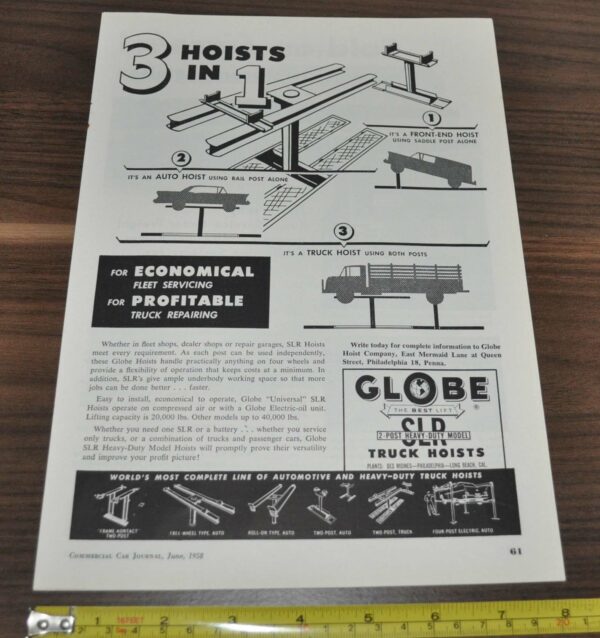 3 HOISTS
IN 1
1
IT'S A FRONT-END HOIST
USING SADDLE POST ALONE
2
IT'S AN AUTO HOIST USING RAIL POST ALONE
3
IT'S A TRUCK HOIST USING BOTH POSTS
FOR ECONOMICAL
FLEET SERVICING
FOR PROFITABLE
TRUCK REPAIRING
Whether in fleet shops, dealer shops or repair garages, SLR Hoists
meet every requirement. As each post can be used independently,
these Globe Hoists handle practically anything on four wheels and
provide a flexibility of operation that keeps costs at a minimum. In
addition, SLR's give ample underbody working space so that more
jobs can be done better . . . faster.
Easy to install, economical to operate, Globe "Universal" SLR
Hoists operate on compressed air or with a Globe Electric-oil unit.
Lifting capacity is 20,000 lbs. Other models up to 40,000 lbs.
Whether you need one SLR or a battery . . . whether you service
only trucks, or a combination of trucks and passenger cars, Globe
SLR Heavy-Duty Model Hoists will promptly prove their versatility
and improve your profit picture!
Write today for complete information to Globe
Hoist Company, East Mermaid Lane at Queen
Street, Philadelphia 18, Penna.
GLOBE
THE BEST LIFT
®
SLR
2-POST HEAVY DUTY MODEL
TRUCK HOISTS
PLANTS: DES MOINES—PHILADELPHIA—LONG BEACH, CAL.
WORLD'S MOST COMPLETE LINE OF AUTOMOTIVE AND HEAVY-DUTY TRUCK HOISTS
"FRAME KONTACT" TWO-POST
FREE-WHEEL TYPE, AUTO
ROLL-ON TYPE, AUTO
TWO-POST, AUTO
TWO-POST, TRUCK
FOUR-POST ELECTRIC, AUTO
COMMERCIAL CAR JOURNAL, June, 1958
61
1 16FEET 2 3 4 5 6 7 8